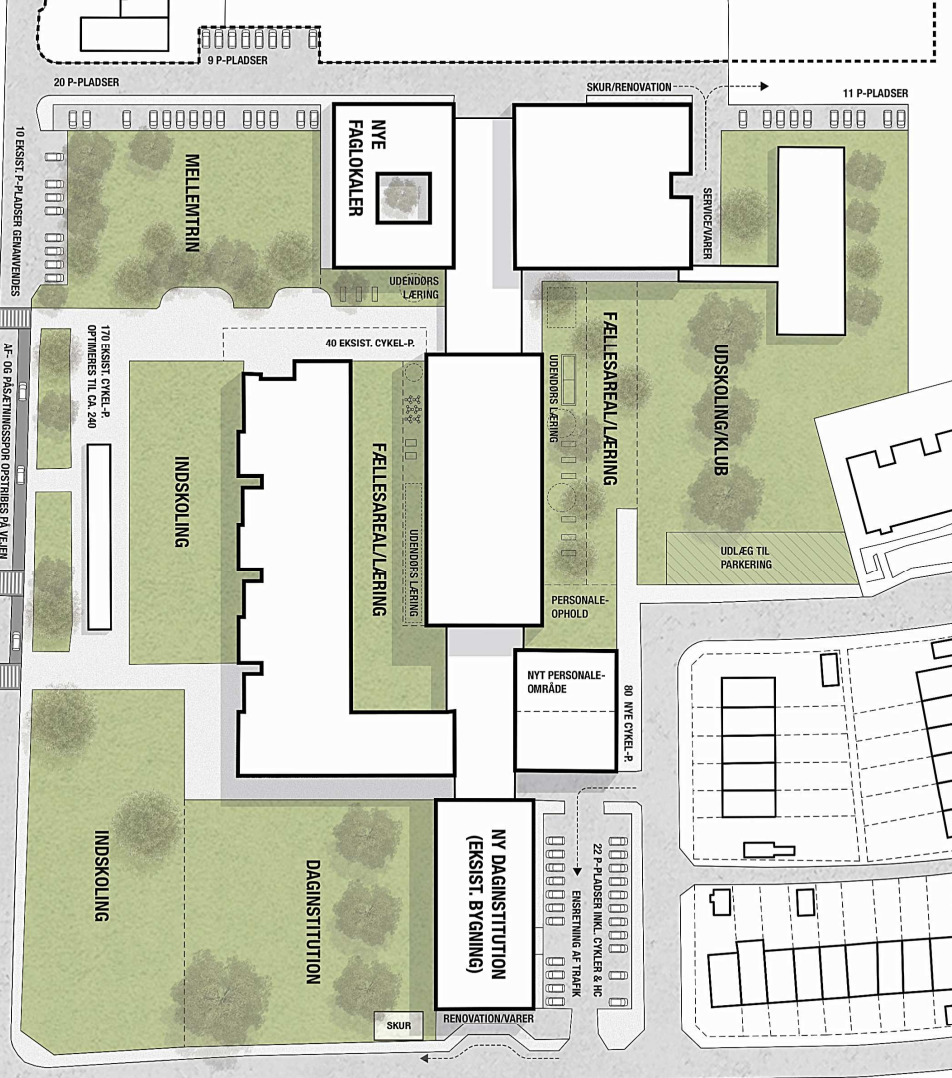 9 P-PLADSER
20 P-PLADSER
SKUR/RENOVATION
11 P-PLADSER
10 EKSIST. P-PLADSER GENANVENDES
MELLEMTRIN
NYE
FAGLOKALER
SERVICE/VARER
UDENDØRS
LÆRING
40 EKSIST. CYKEL-P.
170 EKSIST. CYKEL-P.
OPTIMERES TIL CA. 240
AF- OG PÅSÆTNINGSSPOR OPSTRIBES PÅ VEJEN
INDSKOLING
FÆLLESAREAL/LÆRING
UDENDØRS LÆRING
UDENDØRS LÆRING
FÆLLESAREAL/LÆRING
UDSKOLING/KLUB
UDLÆG TIL
PARKERING
PERSONALE-
OPHOLD
NYT PERSONALE-
OMRÅDE
80 NYE CYKEL-P.
INDSKOLING
DAGINSTITUTION
NY DAGINSTITUTION
(EKSIST. BYGNING)
22 P-PLADSER INKL. CYKLER & HC
ENSRETNING AF TRAFIK
SKUR
RENOVATION/VARER